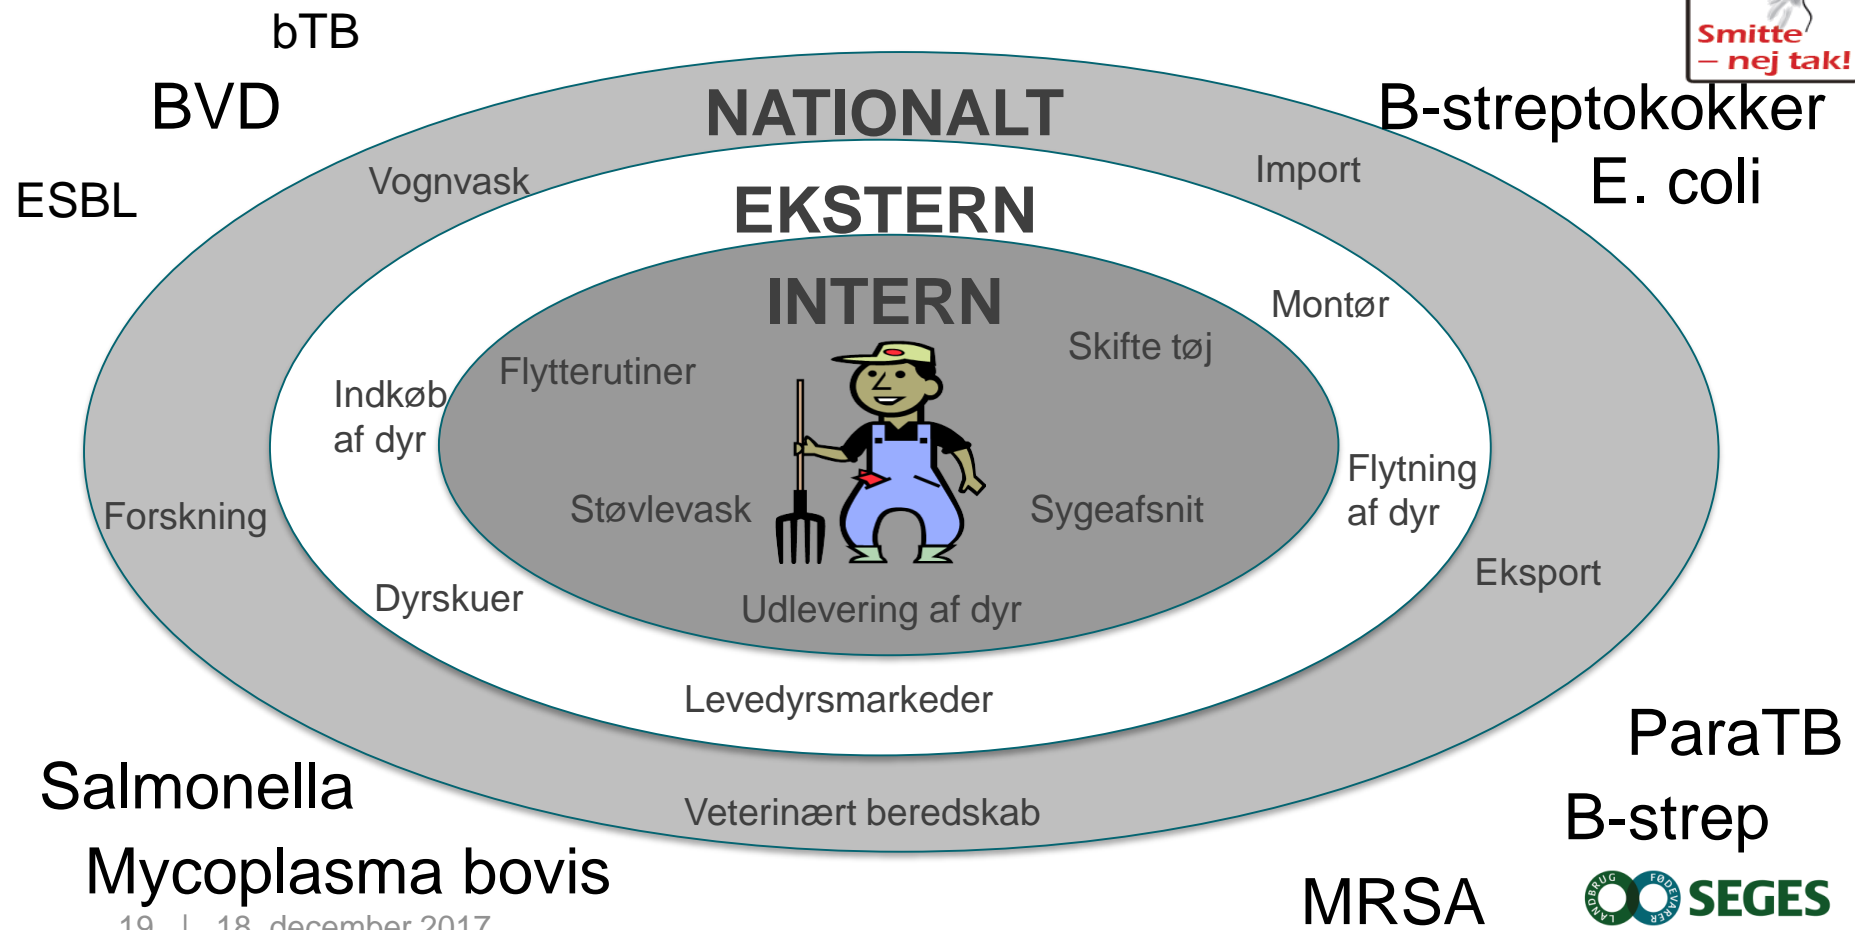 bTB
Smitte
– nej tak!
BVD
NATIONALT
B-streptokokker
Vognvask
Import
E. coli
ESBL
EKSTERN
INTERN
Montør
Skifte tøj
Flytterutiner
Indkøb
af dyr
Flytning
af dyr
Støvlevask
Sygeafsnit
Forskning
Eksport
Dyrskuer
Udlevering af dyr
Levedyrsmarkeder
ParaTB
Salmonella
Veterinært beredskab
B-strep
Mycoplasma bovis
MRSA
LANDBRUG FØDEVARER SEGES
19 | 18. december 2017